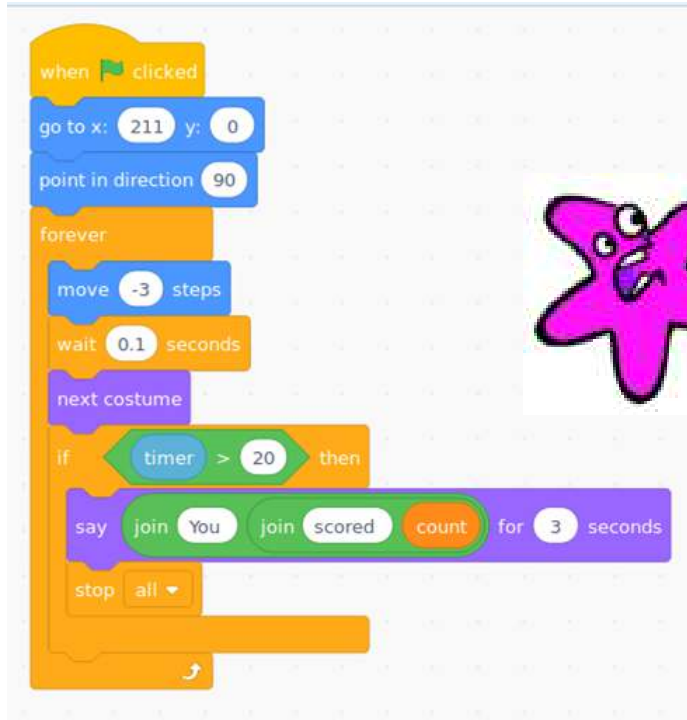 when clicked
go to x: 211 y: 0
point in direction 90
forever
move -3 steps
wait 0.1 seconds
next costume
if timer > 20 then
say join You join scored count for 3 seconds
stop all